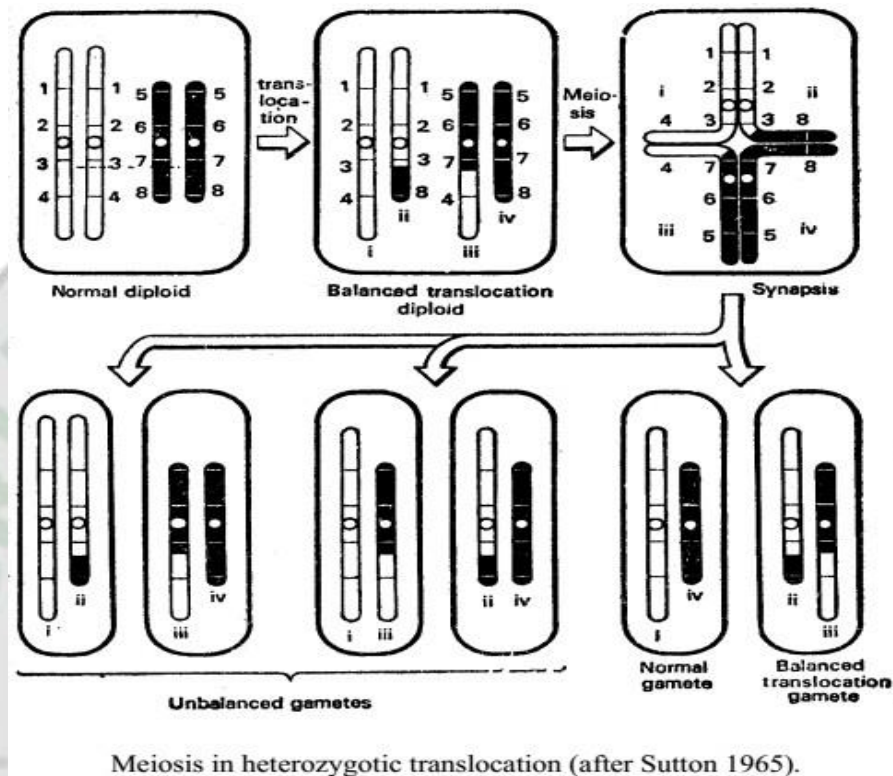 1 1 5 5
2 2 6 6
3 3 7 7
4 4 8 8
Normal diploid
trans-
loca-
tion
1 1 5 5
2 2 6 6
3 3 7 7
4 8 4 8
ii iv
i iii
Balanced translocation
diploid
Meio-
sis
1 1
i 2 2 ii
4 3 3 8
4 7 7 8
6 6
iii 5 5 iv
Synapsis
i ii
iii iv
i iii
ii iv
i iv
ii iii
Unbalanced gametes
Normal
gamete
Balanced
translocation
gamete
Meiosis in heterozygotic translocation (after Sutton 1965).